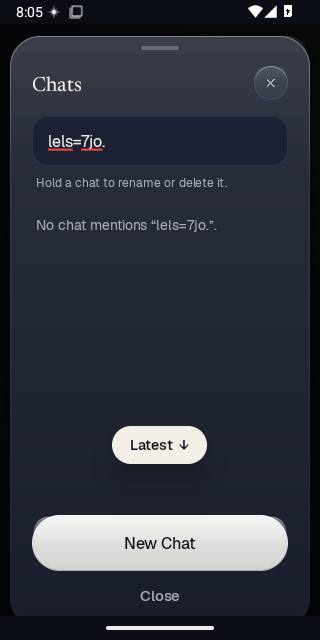 8:05
Chats
lels=7jo.
Hold a chat to rename or delete it.
No chat mentions “lels=7jo.”.
Latest ↓
New Chat
Close